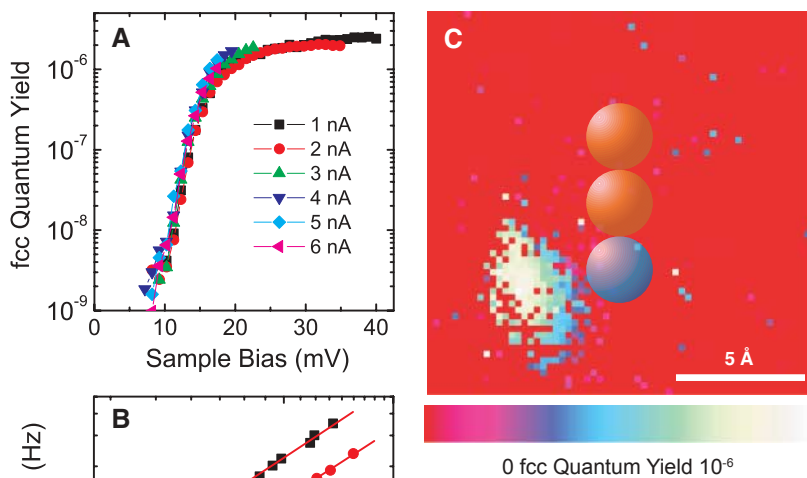 A
fcc Quantum Yield
10⁻⁶
10⁻⁷
10⁻⁸
10⁻⁹
1 nA
2 nA
3 nA
4 nA
5 nA
6 nA
0 10 20 30 40
Sample Bias (mV)
B
(Hz)
C
5 Å
0 fcc Quantum Yield 10⁻⁶